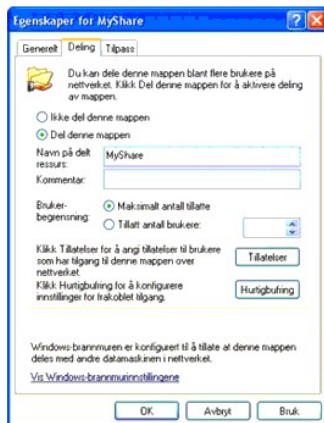 Egenskaper for MyShare
Generelt Deling Tilpass
Du kan dele denne mappen blant flere brukere på
nettverket. Klikk Del denne mappen for å aktivere deling
av mappen.
Ikke del denne mappen
Del denne mappen
Navn på delt
ressurs:
MyShare
Kommentar:
Bruker-
begrensning:
Maksimalt antall tillatte
Tillatt antall brukere:
Klikk Tillatelser for å angi tillatelser til brukere
som har tilgang til denne mappen over
nettverket.
Tillatelser
Klikk Hurtigbufring for å konfigurere
innstillinger for frakoblet tilgang.
Hurtigbufring
Windows-brannmuren er konfigurert til å tillate at denne mappen
deles med andre datamaskinen i nettverket.
Vis Windows-brannmurinnstillingene
OK Avbryt Bruk